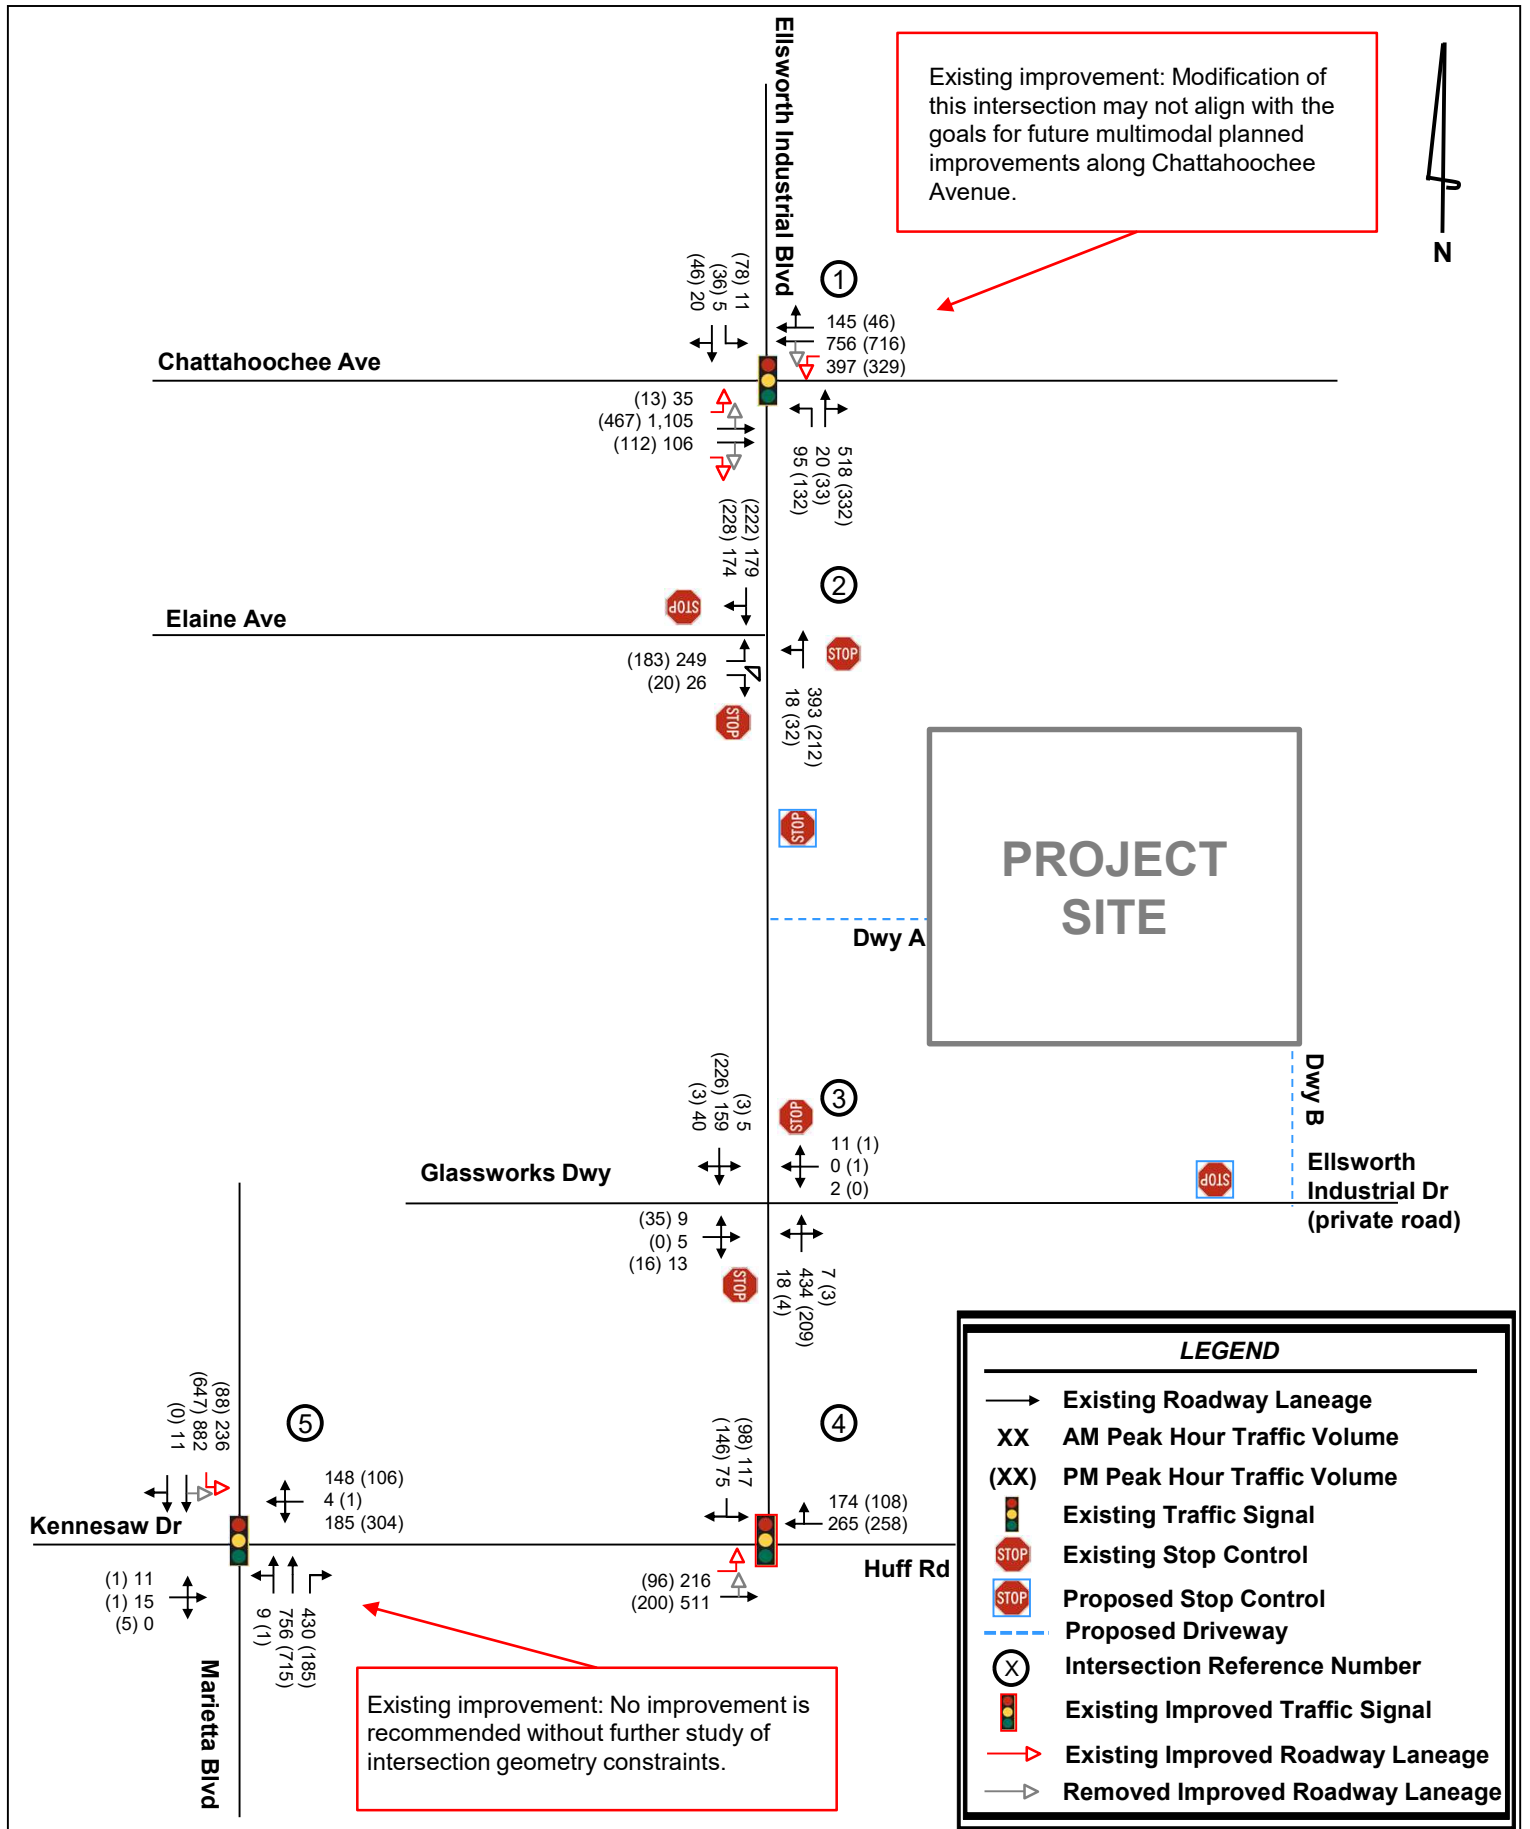 Ellsworth Industrial Blvd
Existing improvement: Modification of
this intersection may not align with the
goals for future multimodal planned
improvements along Chattahoochee
Avenue.
N
1
(78) 11
(36) 5
(46) 20
145 (46)
756 (716)
397 (329)
Chattahoochee Ave
(13) 35
(467) 1,105
(112) 106
518 (332)
20 (33)
95 (132)
(222) 179
(228) 174
2
STOP
Elaine Ave
STOP
(183) 249
(20) 26
STOP
393 (212)
18 (32)
PROJECT
SITE
STOP
Dwy A
Dwy B
(3) 5
(226) 159
(3) 40
3
STOP
11 (1)
0 (1)
2 (0)
Glassworks Dwy
STOP
Ellsworth
Industrial Dr
(private road)
(35) 9
(0) 5
(16) 13
STOP
7 (3)
434 (209)
18 (4)
(88) 236
(647) 882
(0) 11
5
148 (106)
4 (1)
185 (304)
Kennesaw Dr
(1) 11
(1) 15
(5) 0
430 (185)
756 (715)
9 (1)
Marietta Blvd
(98) 117
(146) 75
4
174 (108)
265 (258)
Huff Rd
(96) 216
(200) 511
Existing improvement: No improvement is
recommended without further study of
intersection geometry constraints.
LEGEND
Existing Roadway Laneage
XX AM Peak Hour Traffic Volume
(XX) PM Peak Hour Traffic Volume
Existing Traffic Signal
STOP Existing Stop Control
STOP Proposed Stop Control
Proposed Driveway
X Intersection Reference Number
Existing Improved Traffic Signal
Existing Improved Roadway Laneage
Removed Improved Roadway Laneage